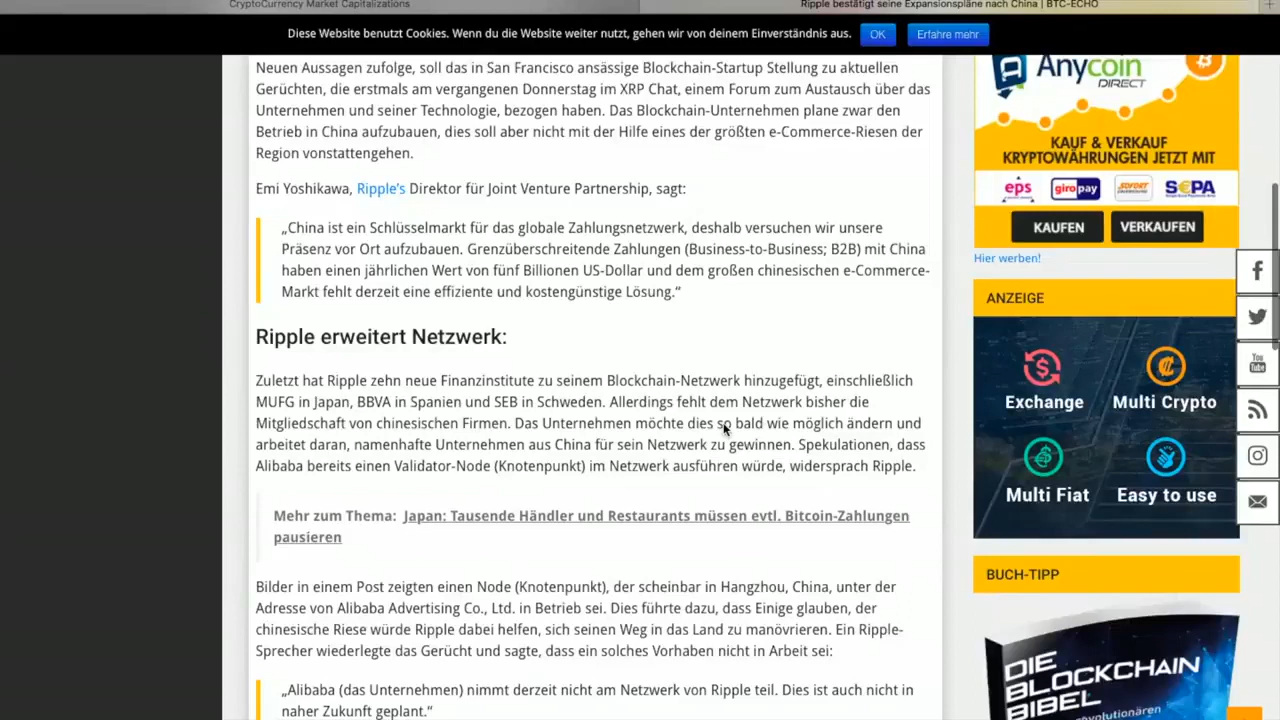 CryptoCurrency Market Capitalizations
Ripple bestätigt seine Expansionspläne nach China | BTC-ECHO
Diese Website benutzt Cookies. Wenn du die Website weiter nutzt, gehen wir von deinem Einverständnis aus.
OK
Erfahre mehr
Neuen Aussagen zufolge, soll das in San Francisco ansässige Blockchain-Startup Stellung zu aktuellen
Gerüchten, die erstmals am vergangenen Donnerstag im XRP Chat, einem Forum zum Austausch über das
Unternehmen und seiner Technologie, bezogen haben. Das Blockchain-Unternehmen plane zwar den
Betrieb in China aufzubauen, dies soll aber nicht mit der Hilfe eines der größten e-Commerce-Riesen der
Region vonstattengehen.
Emi Yoshikawa, Ripple's Direktor für Joint Venture Partnership, sagt:
„China ist ein Schlüsselmarkt für das globale Zahlungsnetzwerk, deshalb versuchen wir unsere
Präsenz vor Ort aufzubauen. Grenzüberschreitende Zahlungen (Business-to-Business; B2B) mit China
haben einen jährlichen Wert von fünf Billionen US-Dollar und dem großen chinesischen e-Commerce-
Markt fehlt derzeit eine effiziente und kostengünstige Lösung.“
Ripple erweitert Netzwerk:
Zuletzt hat Ripple zehn neue Finanzinstitute zu seinem Blockchain-Netzwerk hinzugefügt, einschließlich
MUFG in Japan, BBVA in Spanien und SEB in Schweden. Allerdings fehlt dem Netzwerk bisher die
Mitgliedschaft von chinesischen Firmen. Das Unternehmen möchte dies so bald wie möglich ändern und
arbeitet daran, namenhafte Unternehmen aus China für sein Netzwerk zu gewinnen. Spekulationen, dass
Alibaba bereits einen Validator-Node (Knotenpunkt) im Netzwerk ausführen würde, widersprach Ripple.
Mehr zum Thema: Japan: Tausende Händler und Restaurants müssen evtl. Bitcoin-Zahlungen
pausieren
Bilder in einem Post zeigten einen Node (Knotenpunkt), der scheinbar in Hangzhou, China, unter der
Adresse von Alibaba Advertising Co., Ltd. in Betrieb sei. Dies führte dazu, dass Einige glauben, der
chinesische Riese würde Ripple dabei helfen, sich seinen Weg in das Land zu manövrieren. Ein Ripple-
Sprecher wiederlegte das Gerücht und sagte, dass ein solches Vorhaben nicht in Arbeit sei:
„Alibaba (das Unternehmen) nimmt derzeit nicht am Netzwerk von Ripple teil. Dies ist auch nicht in
naher Zukunft geplant.“
Anycoin
DIRECT
KAUF & VERKAUF
KRYPTOWÄHRUNGEN JETZT MIT
eps
giropay
SOFORT
SEPA
KAUFEN
VERKAUFEN
Hier werben!
ANZEIGE
Exchange
Multi Crypto
Multi Fiat
Easy to use
BUCH-TIPP
DIE
BLOCKCHAIN
BIBEL
You
Tube